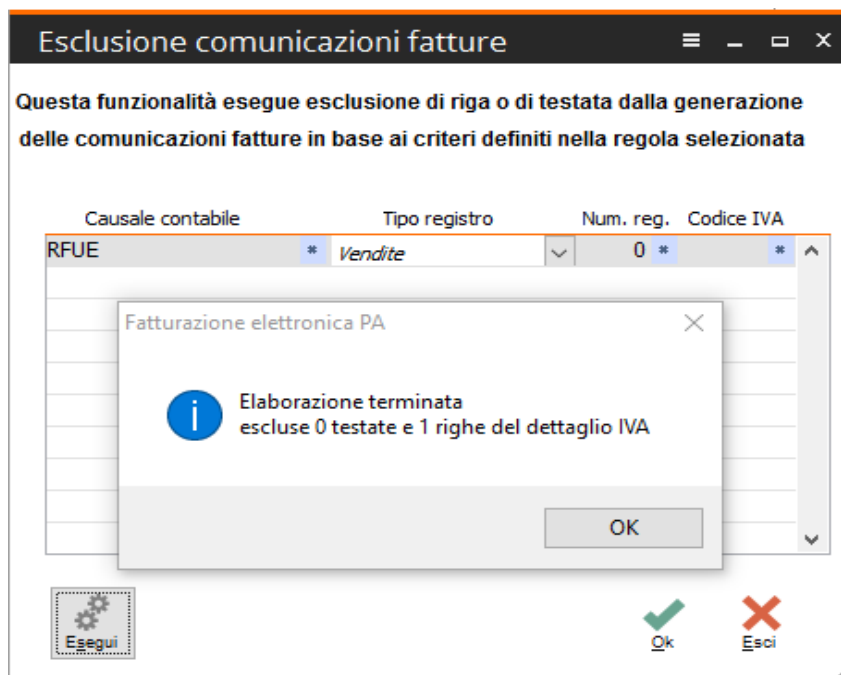 Esclusione comunicazioni fatture
Questa funzionalità esegue esclusione di riga o di testata dalla generazione
delle comunicazioni fatture in base ai criteri definiti nella regola selezionata
Causale contabile Tipo registro Num. reg. Codice IVA
RFUE * Vendite 0 * *
Fatturazione elettronica PA
Elaborazione terminata
escluse 0 testate e 1 righe del dettaglio IVA
OK
Esegui Ok Esci